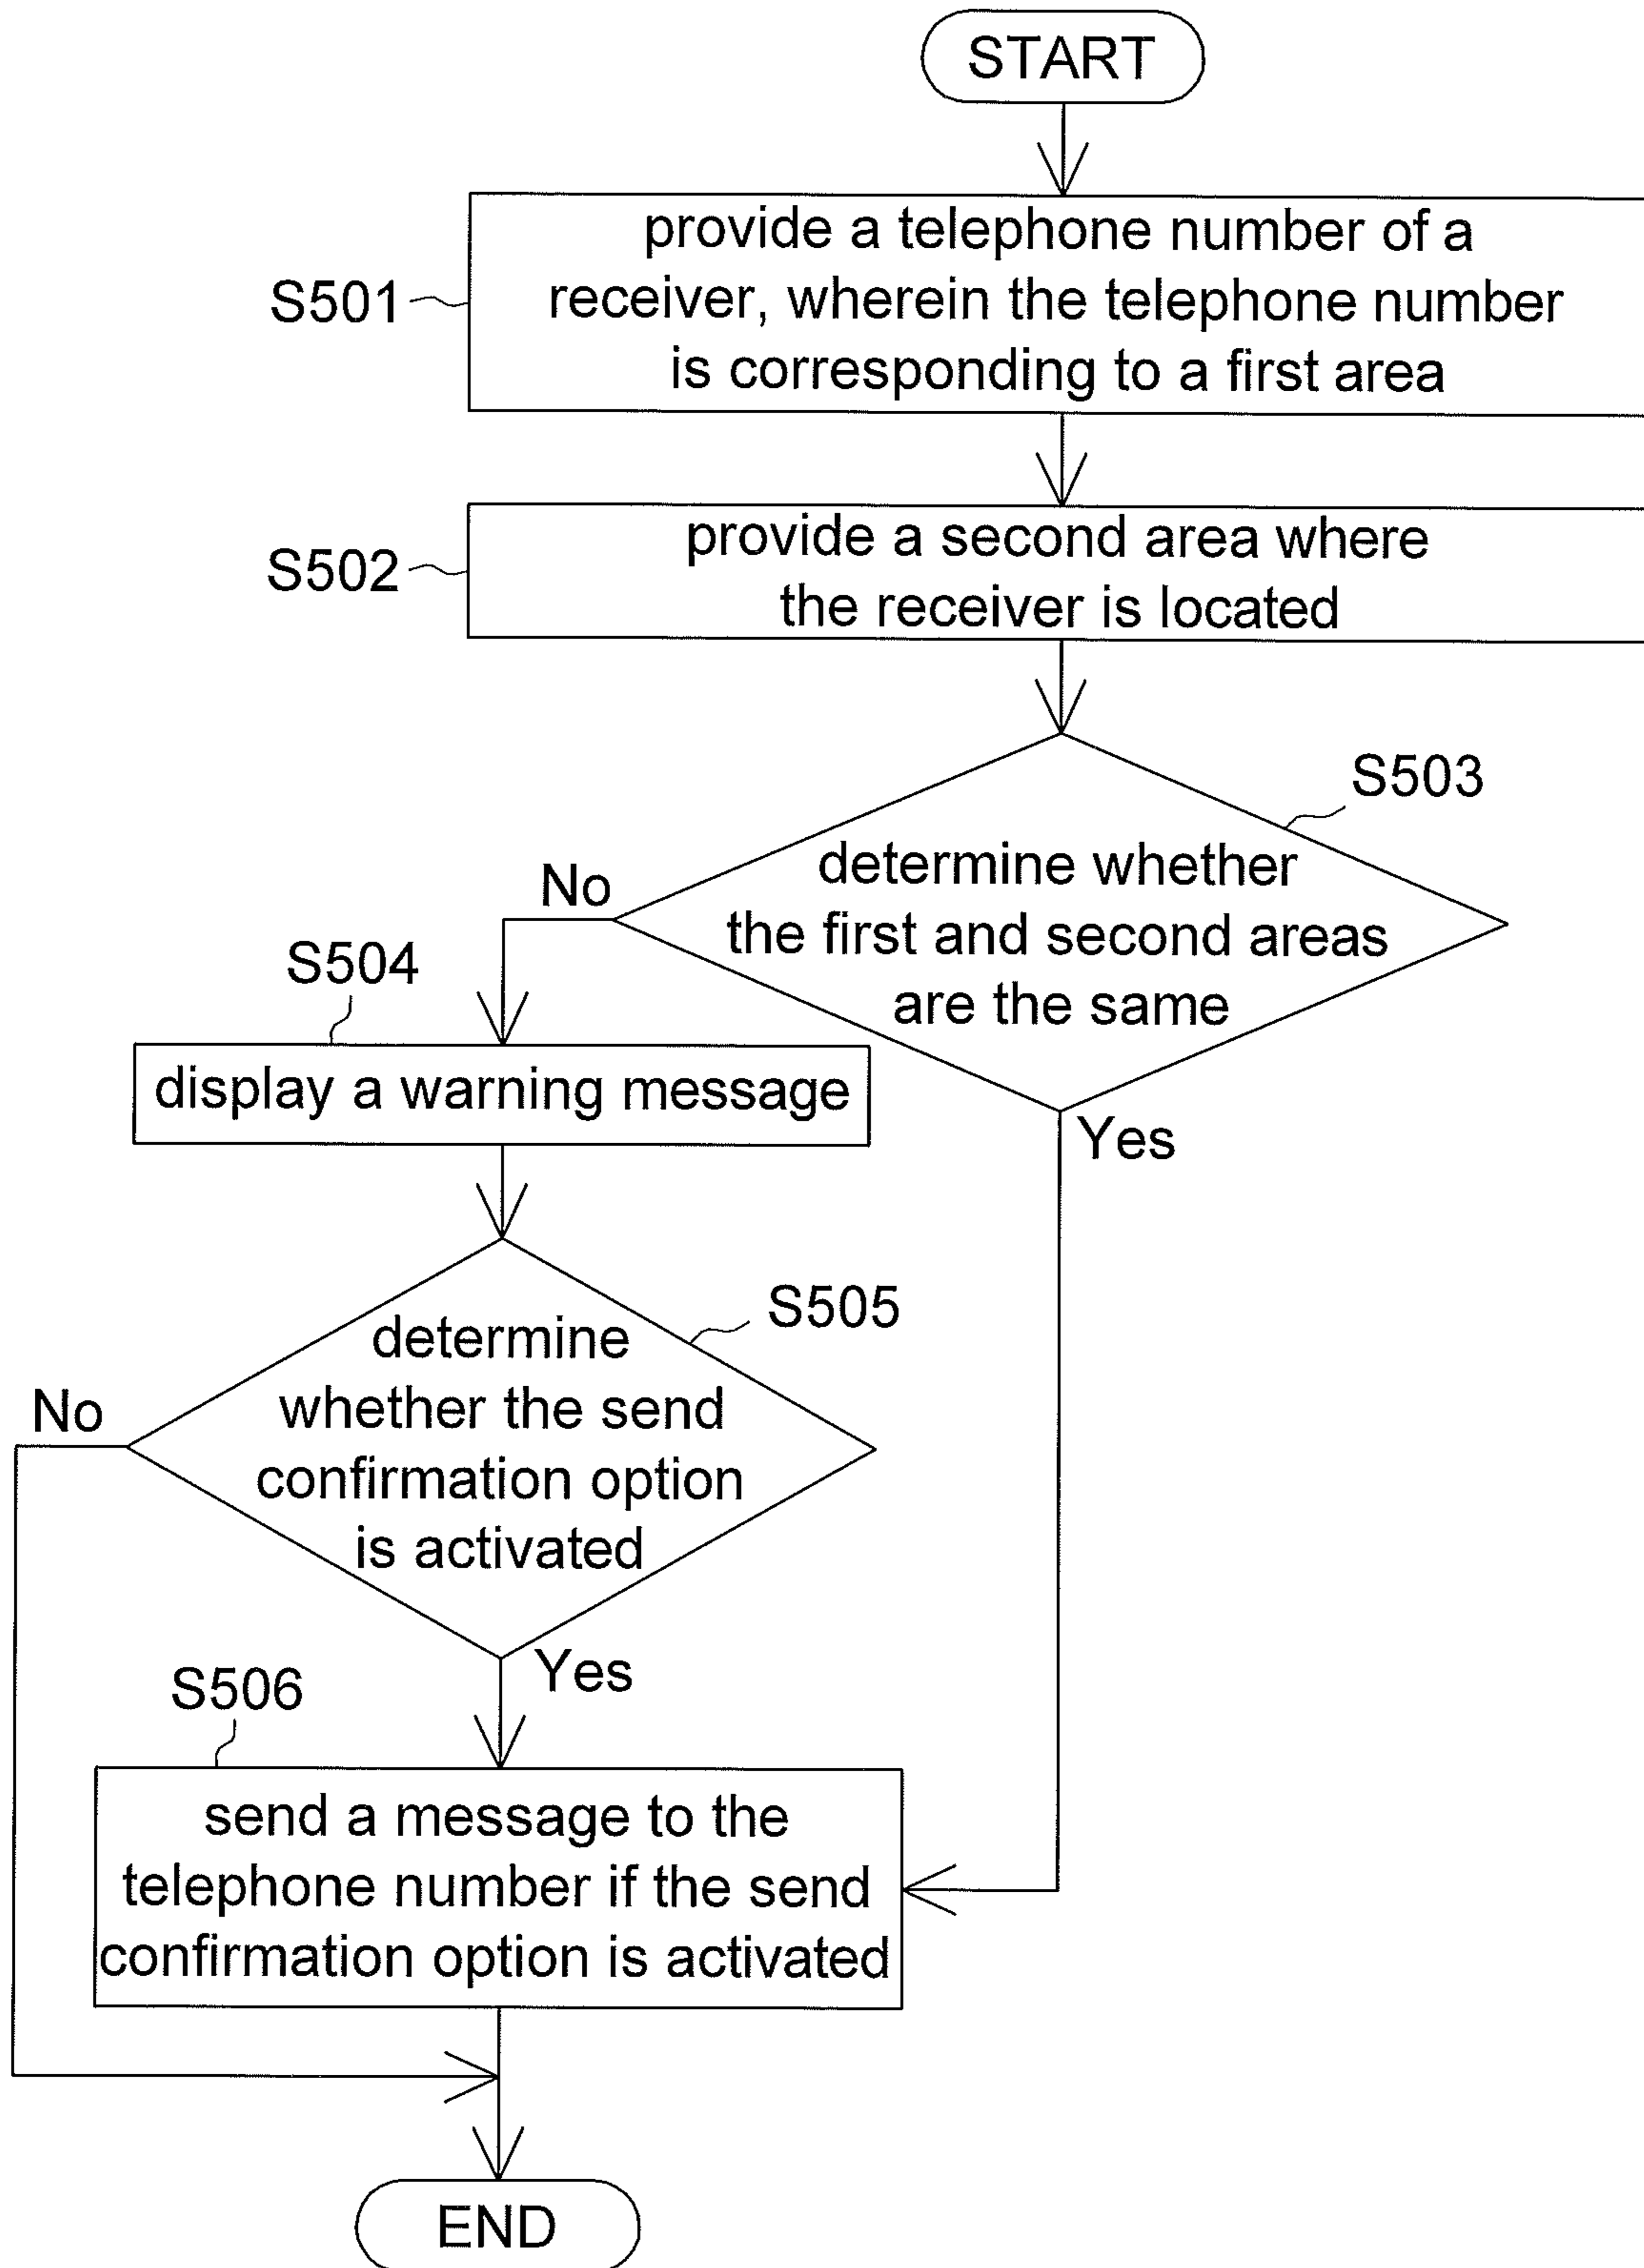 START
provide a telephone number of a
receiver, wherein the telephone number
is corresponding to a first area
S501
provide a second area where
the receiver is located
S502
S503
determine whether
the first and second areas
are the same
No
Yes
S504
display a warning message
S505
determine
whether the send
confirmation option
is activated
No
Yes
S506
send a message to the
telephone number if the send
confirmation option is activated
END